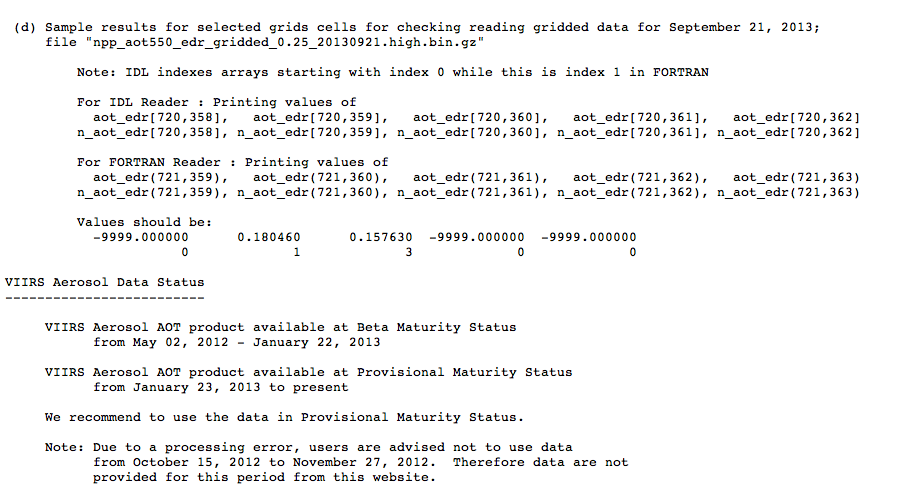 (d) Sample results for selected grids cells for checking reading gridded data for September 21, 2013;
file "npp_aot550_edr_gridded_0.25_20130921.high.bin.gz"
Note: IDL indexes arrays starting with index 0 while this is index 1 in FORTRAN
For IDL Reader : Printing values of
aot_edr[720,358], aot_edr[720,359], aot_edr[720,360], aot_edr[720,361], aot_edr[720,362]
n_aot_edr[720,358], n_aot_edr[720,359], n_aot_edr[720,360], n_aot_edr[720,361], n_aot_edr[720,362]
For FORTRAN Reader : Printing values of
aot_edr(721,359), aot_edr(721,360), aot_edr(721,361), aot_edr(721,362), aot_edr(721,363)
n_aot_edr(721,359), n_aot_edr(721,360), n_aot_edr(721,361), n_aot_edr(721,362), n_aot_edr(721,363)
Values should be:
-9999.000000 0.180460 0.157630 -9999.000000 -9999.000000
0 1 3 0 0
VIIRS Aerosol Data Status
-------------------------
VIIRS Aerosol AOT product available at Beta Maturity Status
from May 02, 2012 - January 22, 2013
VIIRS Aerosol AOT product available at Provisional Maturity Status
from January 23, 2013 to present
We recommend to use the data in Provisional Maturity Status.
Note: Due to a processing error, users are advised not to use data
from October 15, 2012 to November 27, 2012. Therefore data are not
provided for this period from this website.